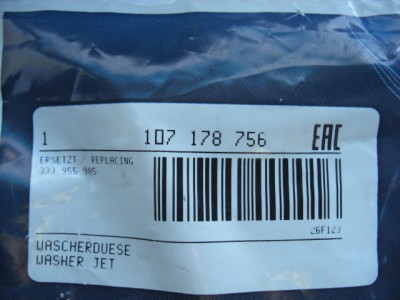 1 107 178 756 EAC
ERSETZT / REPLACING
333 955 985
26F123
WASCHERDUESE
WASHER JET